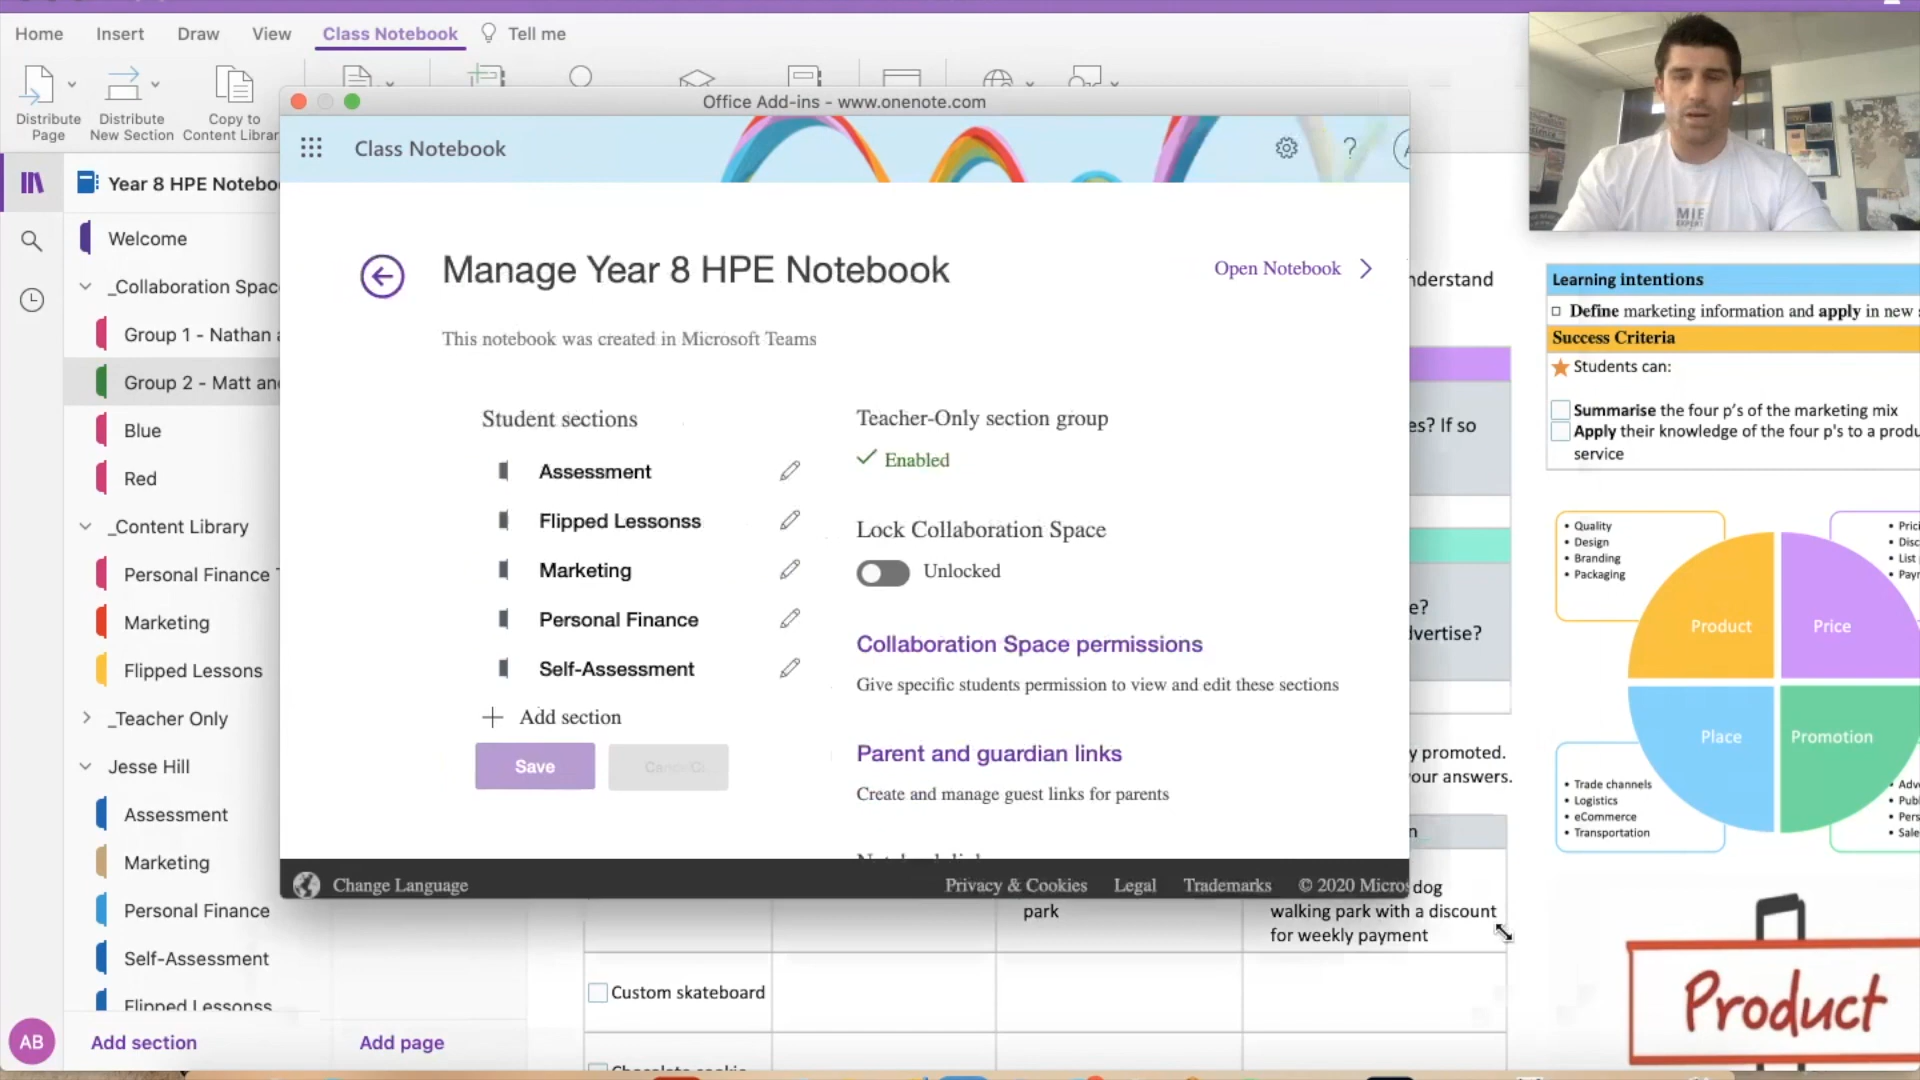 Home Insert Draw View Class Notebook Tell me
Distribute Page
Distribute New Section
Copy to
Office Add-ins - www.onenote.com
Class Notebook
?
Manage Year 8 HPE Notebook
Open Notebook
This notebook was created in Microsoft Teams
Student sections
Assessment
Flipped Lessonss
Marketing
Personal Finance
Self-Assessment
Add section
Save
Teacher-Only section group
Enabled
Lock Collaboration Space
Unlocked
Collaboration Space permissions
Give specific students permission to view and edit these sections
Parent and guardian links
Create and manage guest links for parents
Change Language
Privacy & Cookies Legal Trademarks © 2020
Year 8 HPE
Welcome
_Collaboration
Group 1 - Nathan
Group 2 - Matt
Blue
Red
_Content Library
Personal Finance
Marketing
Flipped Lessons
_Teacher Only
Jesse Hill
Assessment
Marketing
Personal Finance
Self-Assessment
Flipped Lessonss
AB
Add section
Add page
es? If so
e?
y promoted.
our answers.
park
dog
walking park with a discount
for weekly payment
Custom skateboard
MIE
EXPERT
Learning intentions
Define marketing information and apply in new
Success Criteria
Students can:
Summarise the four p's of the marketing mix
Apply their knowledge of the four p's to a
service
• Quality
• Design
• Branding
• Packaging
• List
Product
Price
Place
Promotion
• Trade channels
• Logistics
• eCommerce
• Transportation
Product